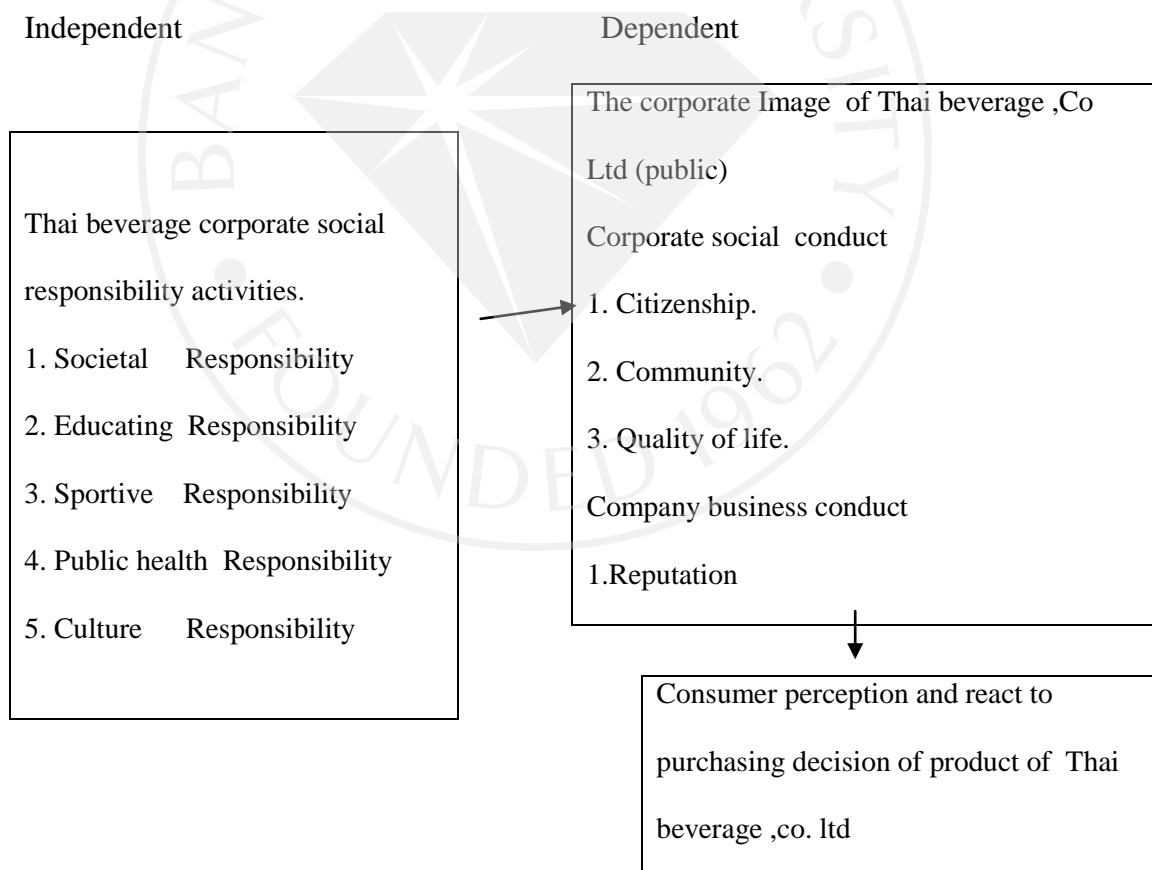 Independent
Dependent
Thai beverage corporate social
responsibility activities.
1. Societal Responsibility
2. Educating Responsibility
3. Sportive Responsibility
4. Public health Responsibility
5. Culture Responsibility
The corporate Image of Thai beverage ,Co
Ltd (public)
Corporate social conduct
1. Citizenship.
2. Community.
3. Quality of life.
Company business conduct
1.Reputation
Consumer perception and react to
purchasing decision of product of Thai
beverage ,co. ltd
FOUNDED 1962